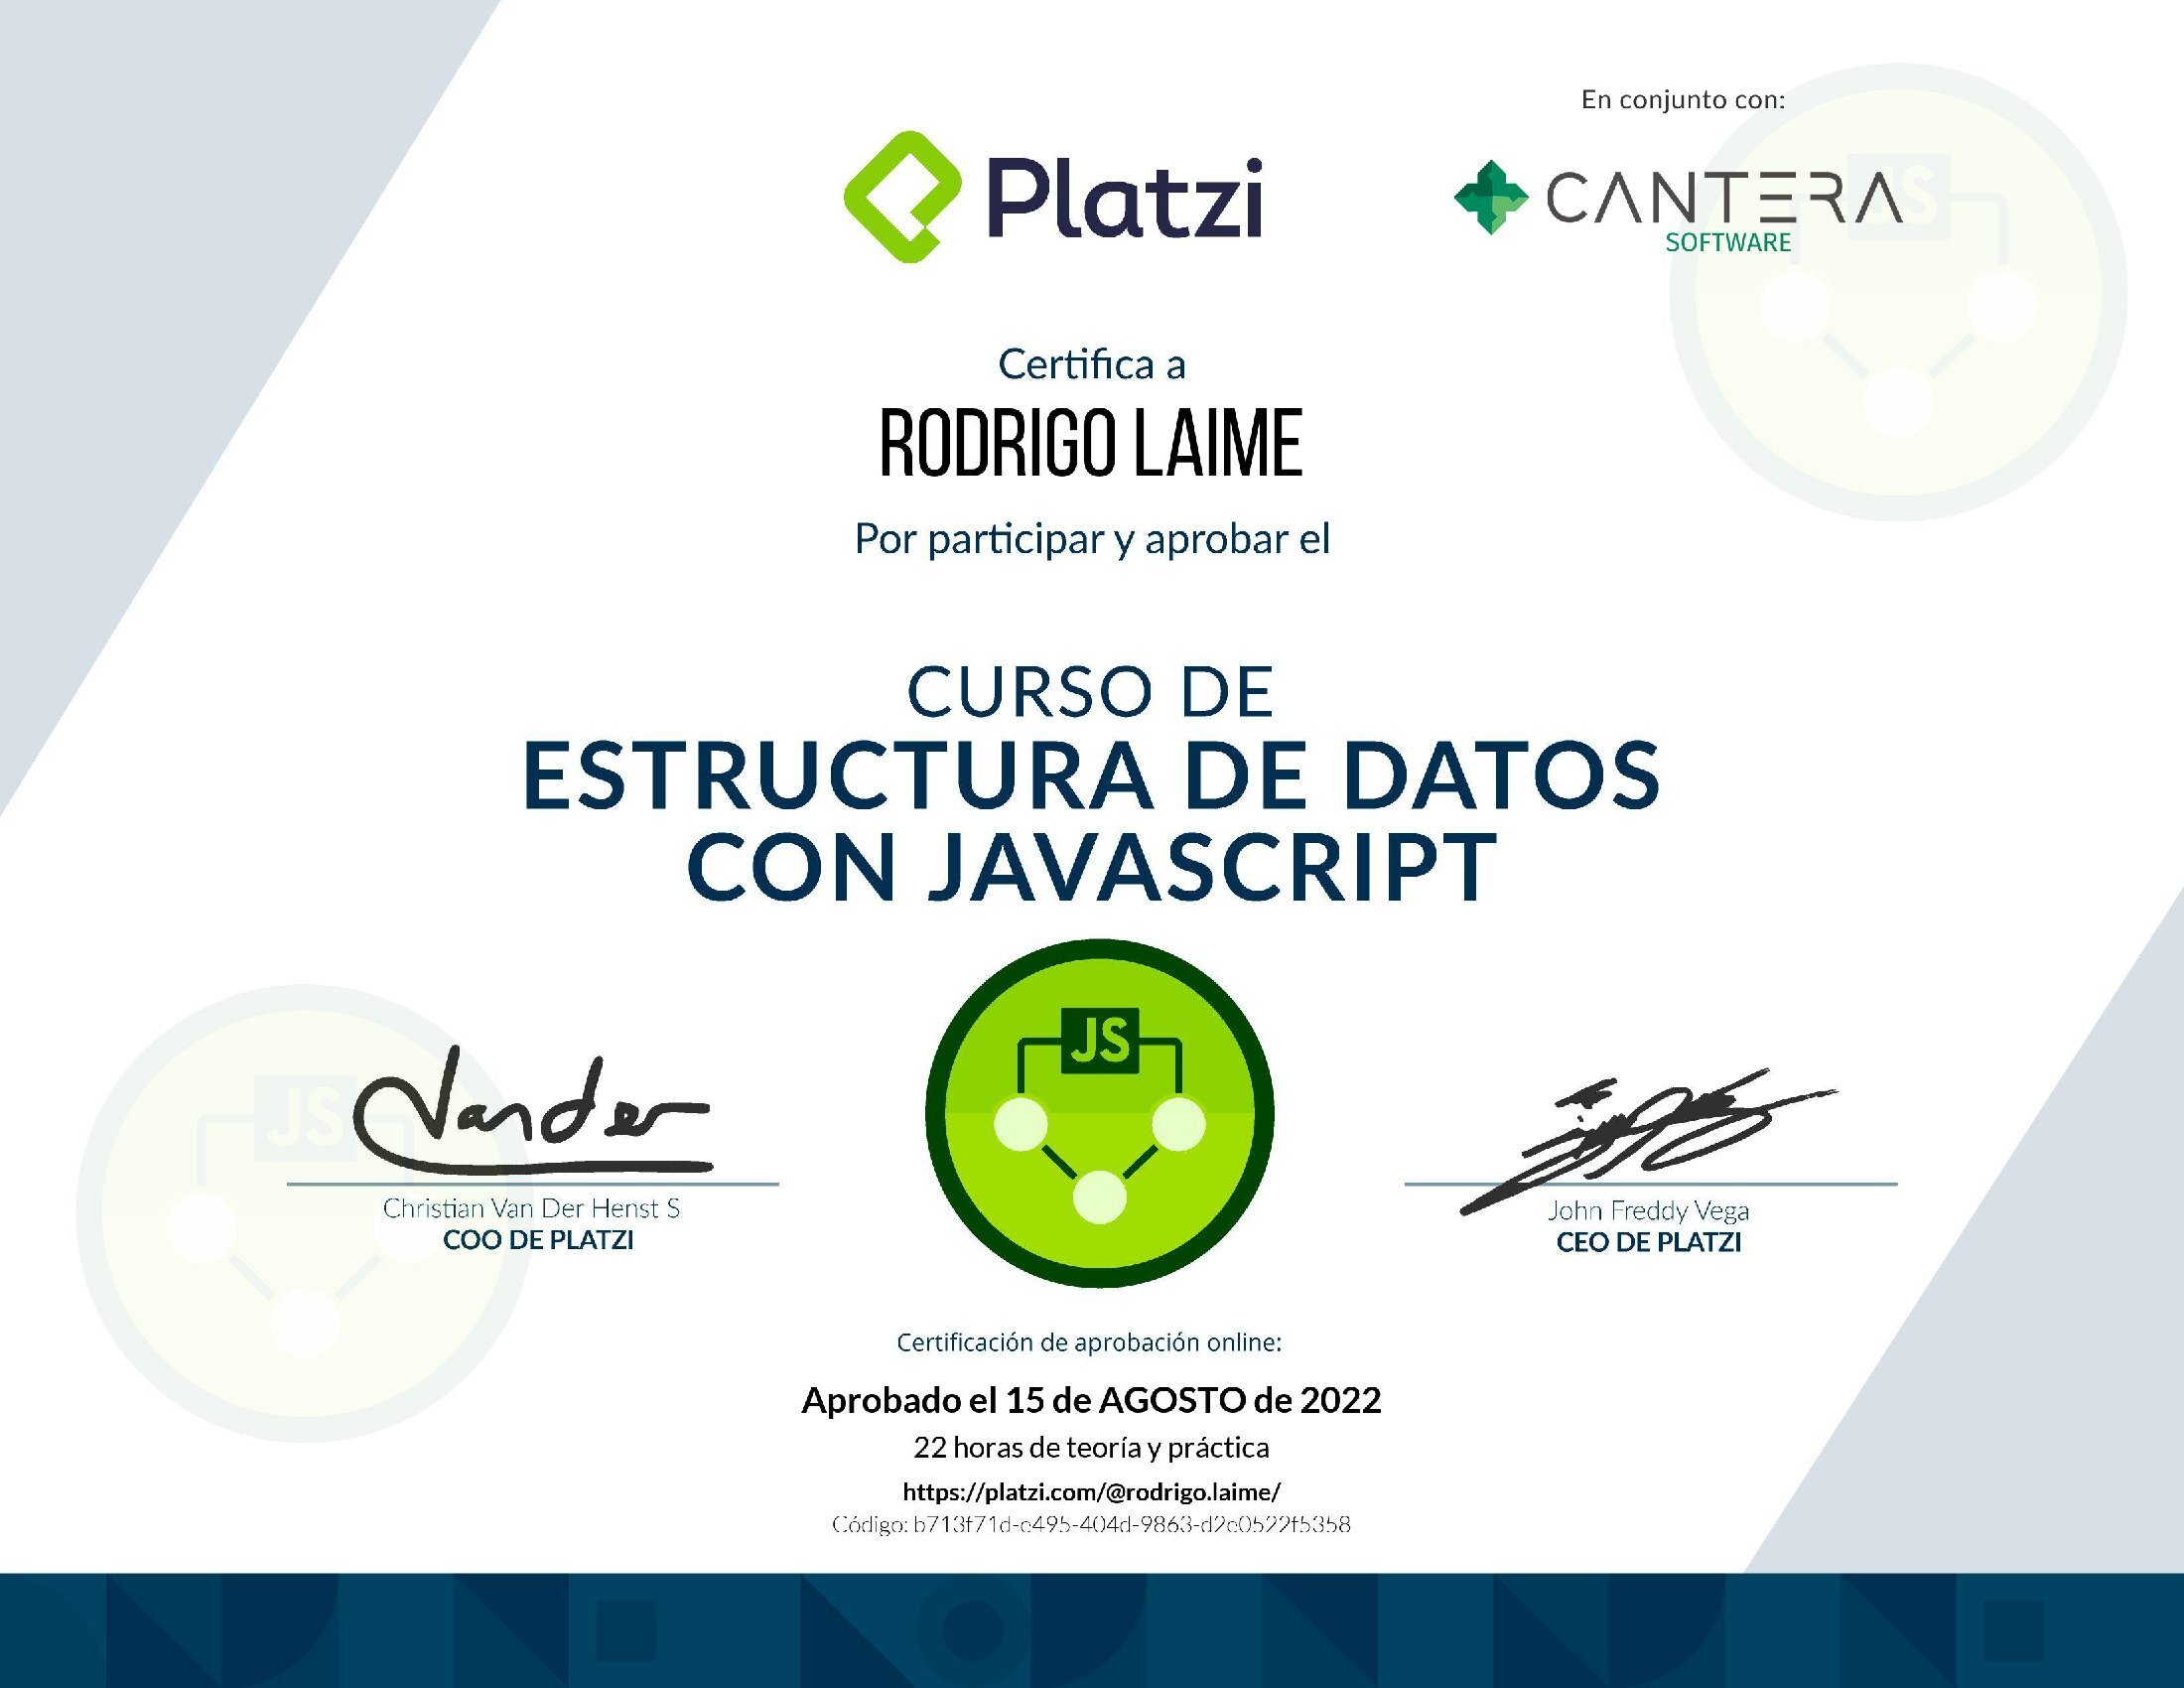 En conjunto con:
Platzi
CANTERA
SOFTWARE
Certifica a
RODRIGO LAIME
Por participar y aprobar el
CURSO DE
ESTRUCTURA DE DATOS
CON JAVASCRIPT
JS
Vander
Christian Van Der Henst S
COO DE PLATZI
John Freddy Vega
CEO DE PLATZI
Certificación de aprobación online:
Aprobado el 15 de AGOSTO de 2022
22 horas de teoría y práctica
https://platzi.com/@rodrigo.laime/
Código: b713f71d-e495-404d-9863-d2e0522f5358